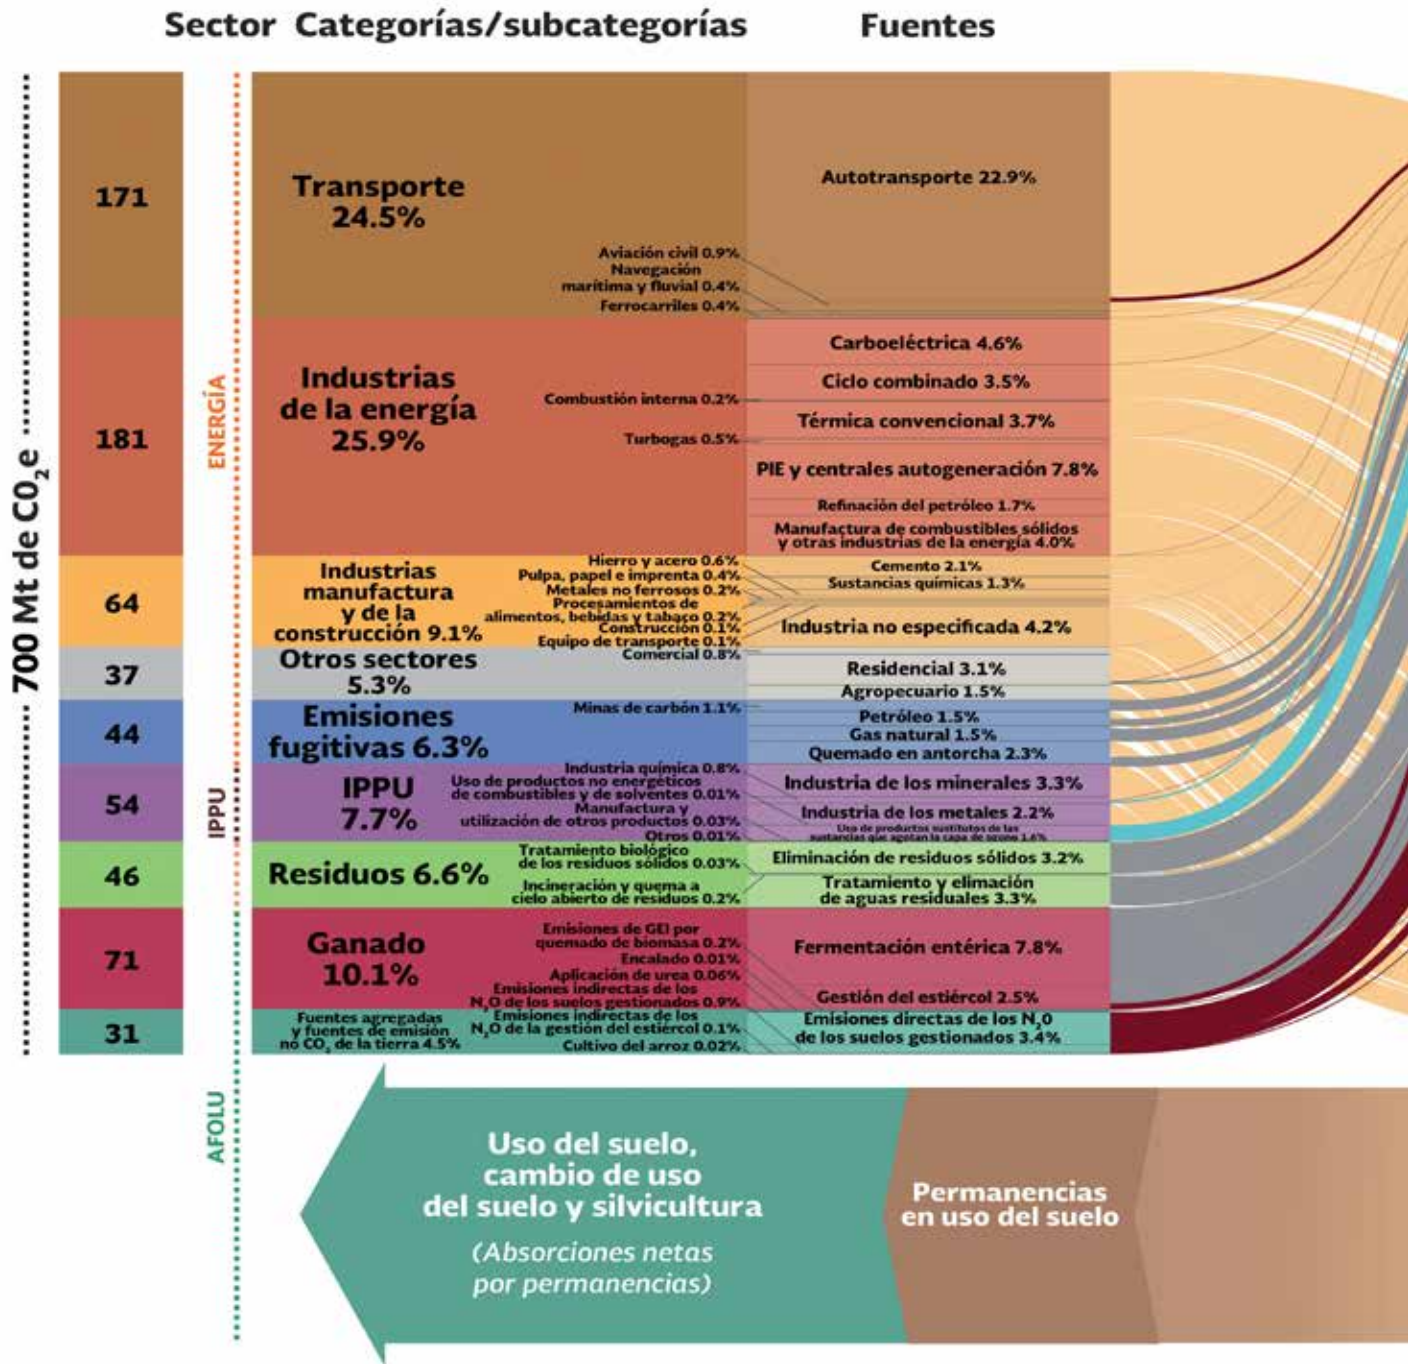 Sector Categorías/subcategorías Fuentes
700 Mt de CO₂e
171
181
64
37
44
54
46
71
31
ENERGÍA
IPPU
AFOLU
Transporte
24.5%
Aviación civil 0.9%
Navegación
marítima y fluvial 0.4%
Ferrocarriles 0.4%
Autotransporte 22.9%
Industrias
de la energía
25.9%
Combustión interna 0.2%
Turbogas 0.5%
Carboeléctrica 4.6%
Ciclo combinado 3.5%
Térmica convencional 3.7%
PIE y centrales autogeneración 7.8%
Refinación del petróleo 1.7%
Manufactura de combustibles sólidos
y otras industrias de la energía 4.0%
Industrias
manufactura
y de la
construcción 9.1%
Hierro y acero 0.6%
Pulpa, papel e imprenta 0.4%
Metales no ferrosos 0.2%
Procesamientos de
alimentos, bebidas y tabaco 0.2%
Construcción 0.1%
Equipo de transporte 0.1%
Cemento 2.1%
Sustancias químicas 1.3%
Industria no especificada 4.2%
Otros sectores
5.3%
Comercial 0.8%
Residencial 3.1%
Agropecuario 1.5%
Emisiones
fugitivas 6.3%
Minas de carbón 1.1%
Petróleo 1.5%
Gas natural 1.5%
Quemado en antorcha 2.3%
IPPU
7.7%
Industria química 0.8%
Uso de productos no energéticos
de combustibles y de solventes 0.01%
Manufactura y
utilización de otros productos 0.03%
Otros 0.01%
Industria de los minerales 3.3%
Industria de los metales 2.2%
Uso de productos sustitutos de las
sustancias que agotan la capa de ozono 1.6%
Residuos 6.6%
Tratamiento biológico
de los residuos sólidos 0.03%
Incineración y quema a
cielo abierto de residuos 0.2%
Eliminación de residuos sólidos 3.2%
Tratamiento y elimación
de aguas residuales 3.3%
Ganado
10.1%
Emisiones de GEI por
quemado de biomasa 0.2%
Encalado 0.01%
Aplicación de urea 0.06%
Emisiones indirectas de los
N₂O de los suelos gestionados 0.9%
Fermentación entérica 7.8%
Gestión del estiércol 2.5%
Fuentes agregadas
y fuentes de emisión
no CO₂ de la tierra 4.5%
Emisiones indirectas de los
N₂O de la gestión del estiércol 0.1%
Cultivo del arroz 0.02%
Emisiones directas de los N₂0
de los suelos gestionados 3.4%
Uso del suelo,
cambio de uso
del suelo y silvicultura
(Absorciones netas
por permanencias)
Permanencias
en uso del suelo